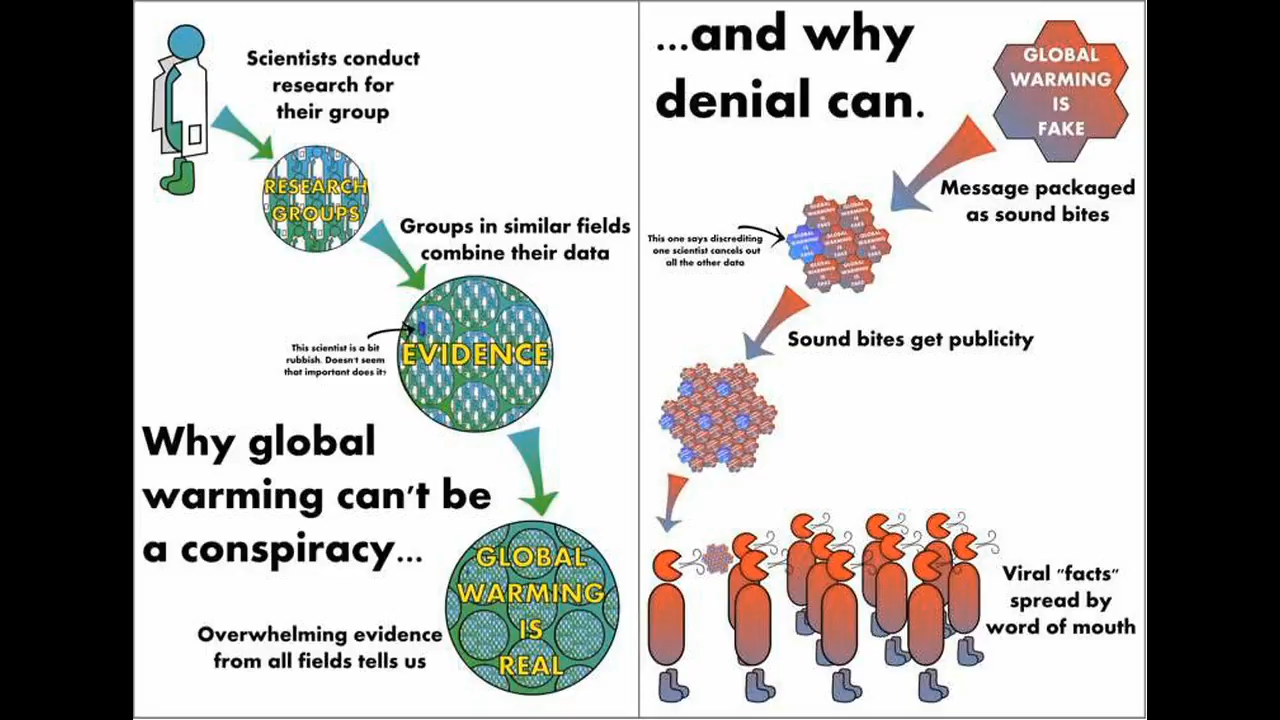 Scientists conduct
research for
their group
RESEARCH
GROUPS
Groups in similar fields
combine their data
This scientist is a bit
rubbish. Doesn't seem
that important does it?
EVIDENCE
Why global
warming can't be
a conspiracy...
GLOBAL
WARMING
IS
REAL
Overwhelming evidence
from all fields tells us
...and why
denial can.
GLOBAL
WARMING
IS
FAKE
Message packaged
as sound bites
This one says discrediting
one scientist cancels out
all the other data
GLOBAL
WARMING
IS
FAKE
Sound bites get publicity
Viral "facts"
spread by
word of mouth